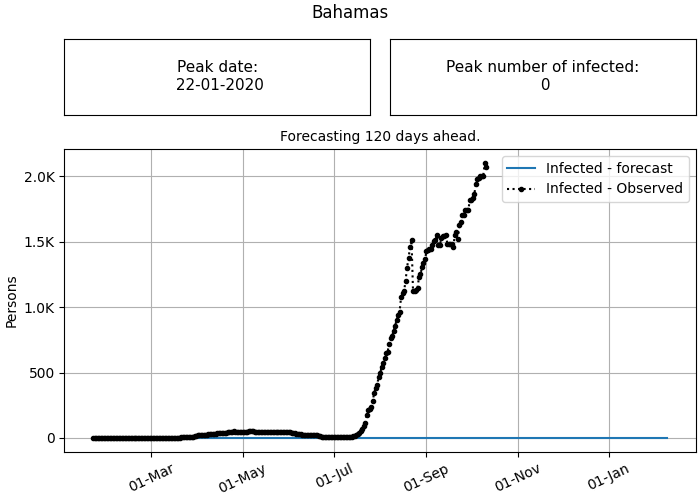 Bahamas
Peak date:
22-01-2020
Peak number of infected:
0
Forecasting 120 days ahead.
Infected - forecast
Infected - Observed
2.0K
1.5K
1.0K
500
0
Persons
01-Mar
01-May
01-Jul
01-Sep
01-Nov
01-Jan